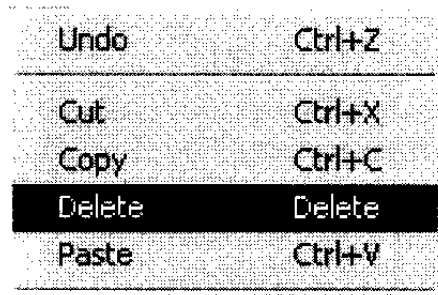 Undo Ctrl+Z
Cut Ctrl+X
Copy Ctrl+C
Delete Delete
Paste Ctrl+V